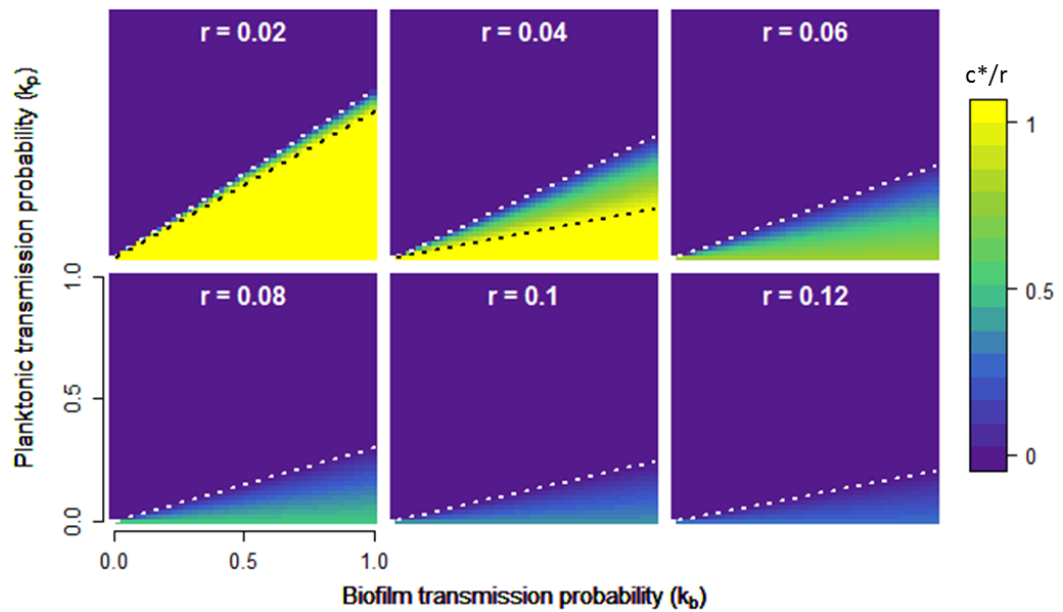 r = 0.02
r = 0.04
r = 0.06
c*/r
1
0.5
0
Planktonic transmission probability (kp)
1.0
0.5
0.0
r = 0.08
r = 0.1
r = 0.12
0.0
0.5
1.0
Biofilm transmission probability (kb)